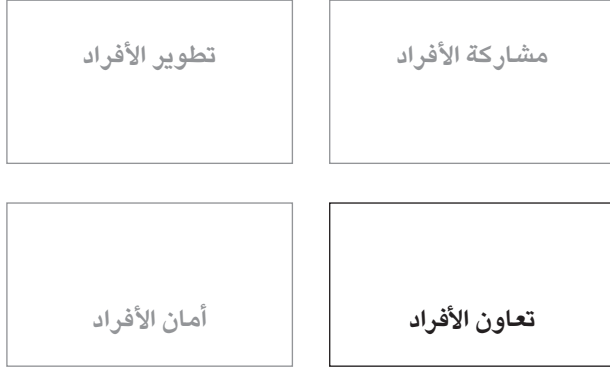 مشاركة الأفراد
تطوير الأفراد
تعاون الأفراد
أمان الأفراد